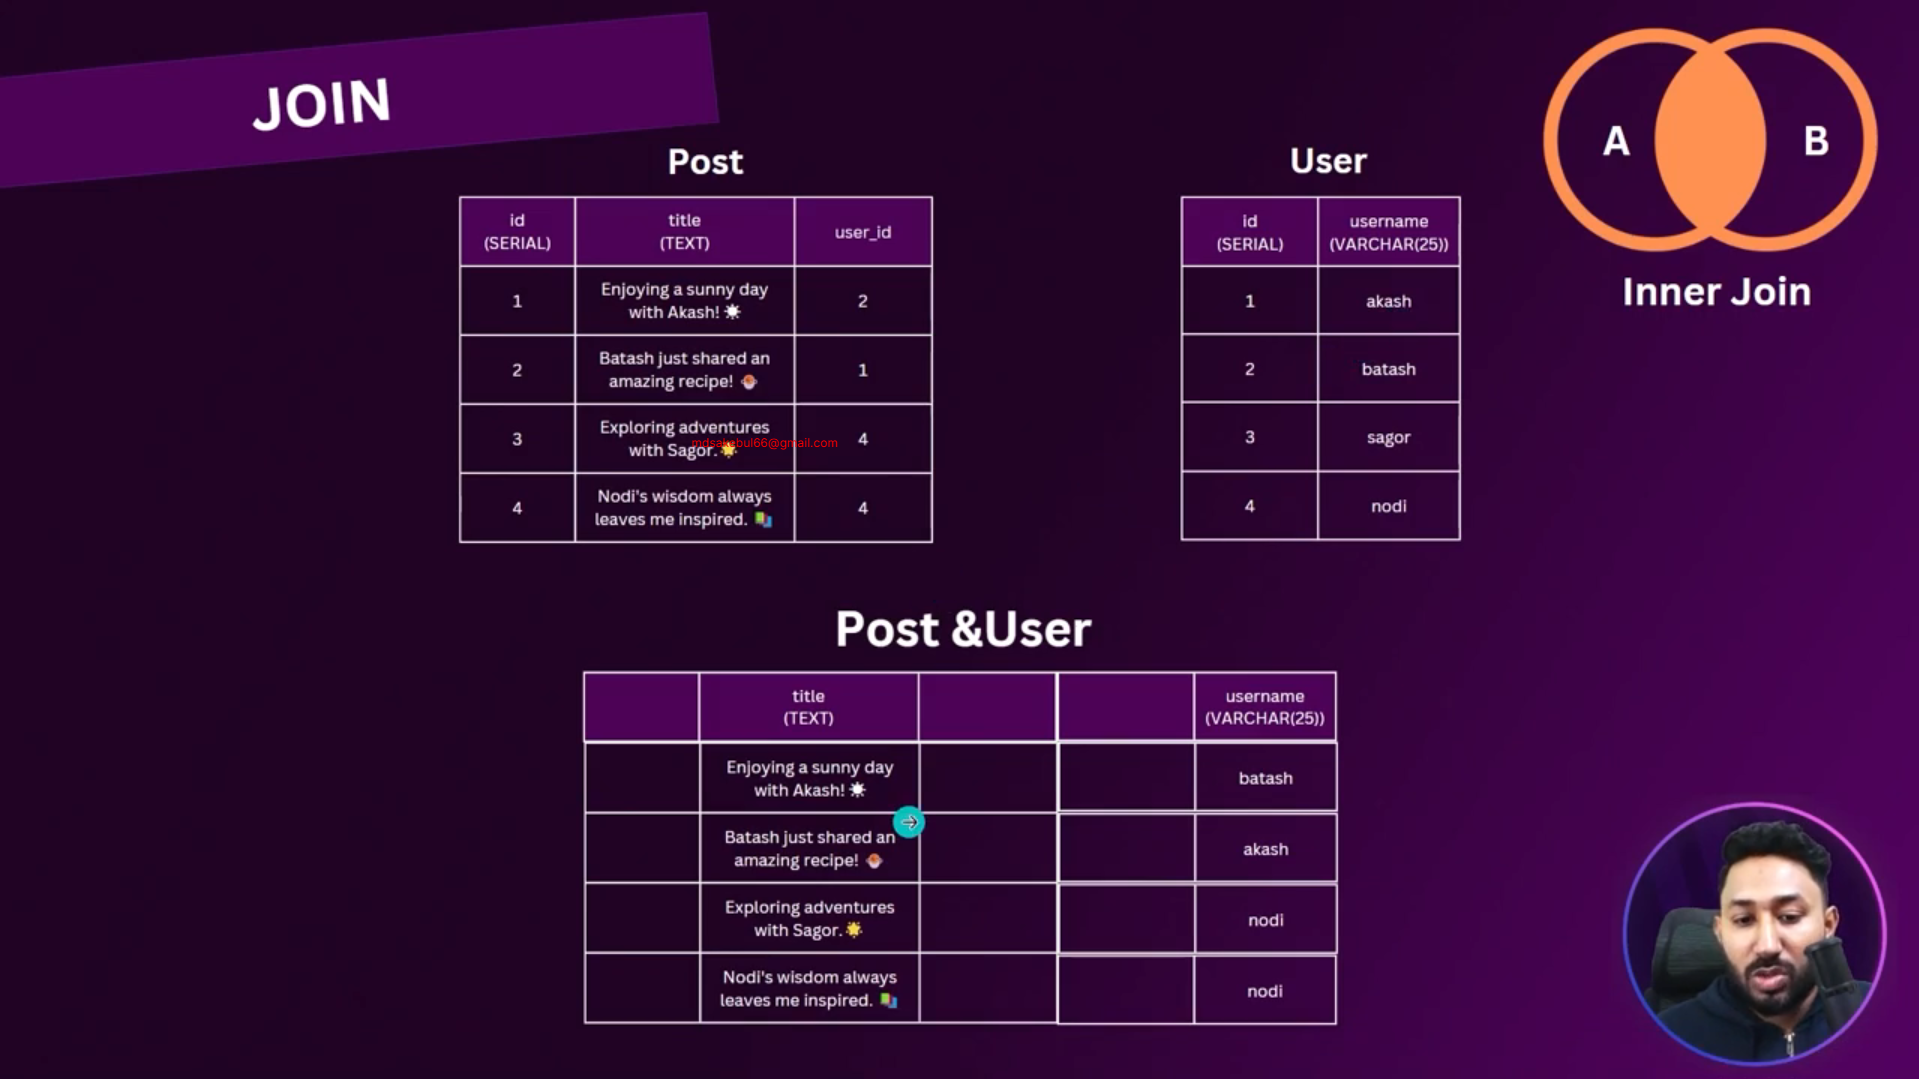 JOIN
Post
id
(SERIAL)
title
(TEXT)
user_id
1
Enjoying a sunny day
with Akash! ☀
2
2
Batash just shared an
amazing recipe!
1
3
Exploring adventures
with Sagor. 🌟
4
4
Nodi's wisdom always
leaves me inspired. 📚
4
User
id
(SERIAL)
username
(VARCHAR(25))
1
akash
2
batash
3
sagor
4
nodi
A
B
Inner Join
Post &User
title
(TEXT)
username
(VARCHAR(25))
Enjoying a sunny day
with Akash! ☀
batash
Batash just shared an
amazing recipe!
akash
Exploring adventures
with Sagor. 🌟
nodi
Nodi's wisdom always
leaves me inspired. 📚
nodi